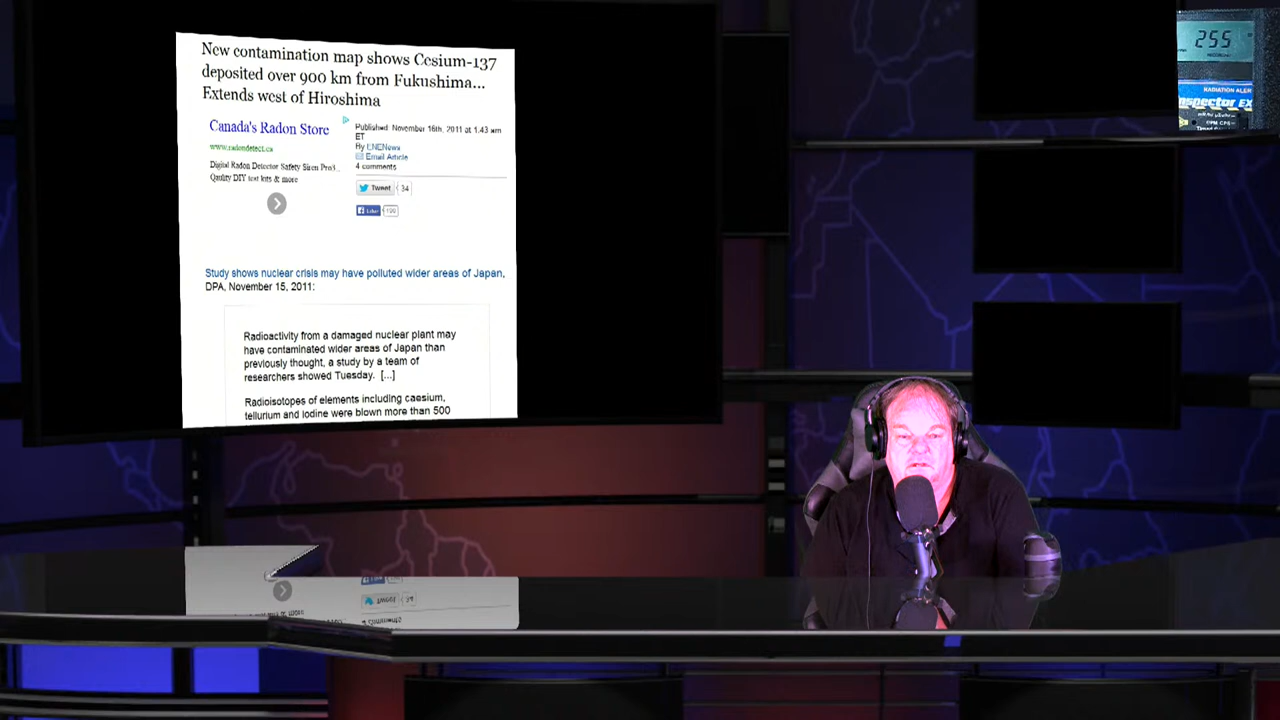 New contamination map shows Cesium-137
deposited over 900 km from Fukushima...
Extends west of Hiroshima
Canada's Radon Store
www.radondetect.ca
Digital Radon Detector Safety Siren Pro3...
Quality DIY test kits & more
Published: November 16th, 2011 at 1:43 am
ET
By ENENews
Email Article
4 comments
Tweet 34
Like 199
Study shows nuclear crisis may have polluted wider areas of Japan,
DPA, November 15, 2011:
Radioactivity from a damaged nuclear plant may
have contaminated wider areas of Japan than
previously thought, a study by a team of
researchers showed Tuesday. [...]
Radioisotopes of elements including caesium,
tellurium and iodine were blown more than 500
255
RADIATION ALERT
Inspector EX